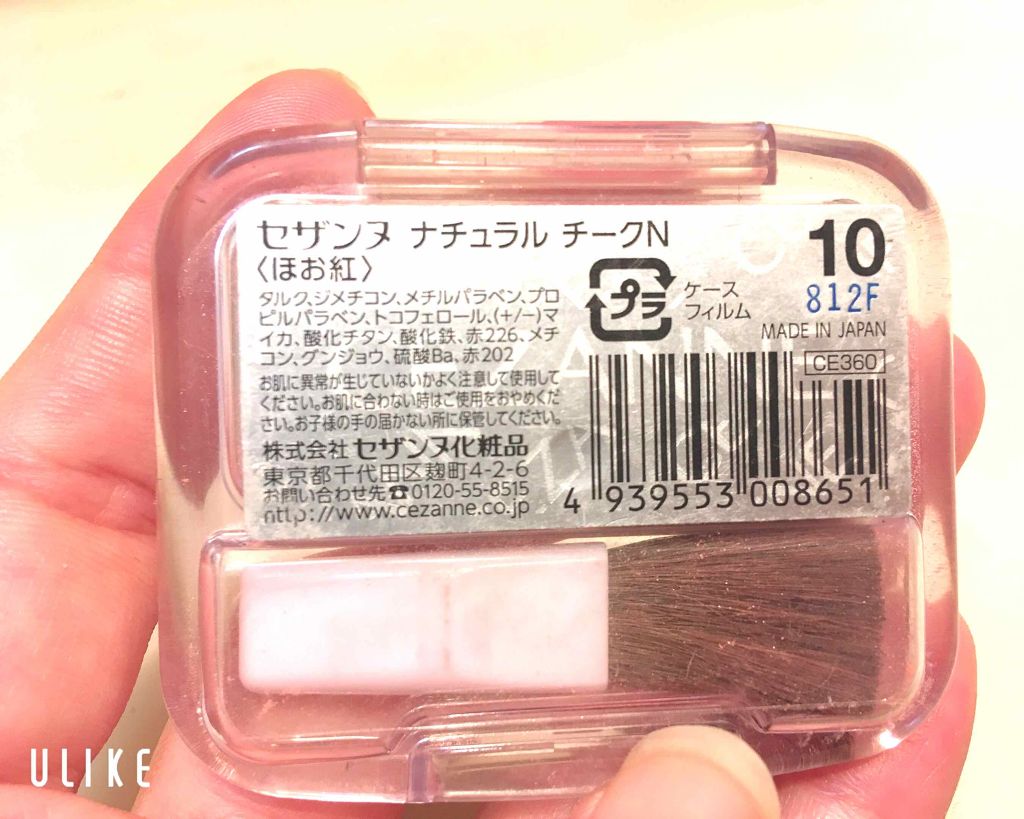 セザンヌ ナチュラル チークN
〈ほお紅〉
タルク、ジメチコン、メチルパラベン、プロ
ピルパラベン、トコフェロール、(+/−)マ
イカ、酸化チタン、酸化鉄、赤226、メチ
コン、グンジョウ、硫酸Ba、赤202
お肌に異常が生じていないかよく注意して使用して
ください。お肌に合わない時はご使用をおやめくだ
さい。お子様の手の届かない所に保管してください。
株式会社 セザンヌ化粧品
東京都千代田区麹町4-2-6
お問い合わせ先☎0120-55-8515
http://www.cezanne.co.jp
プラ
ケース
フィルム
10
812F
MADE IN JAPAN
CE360
4 939553 008651
ULIKE